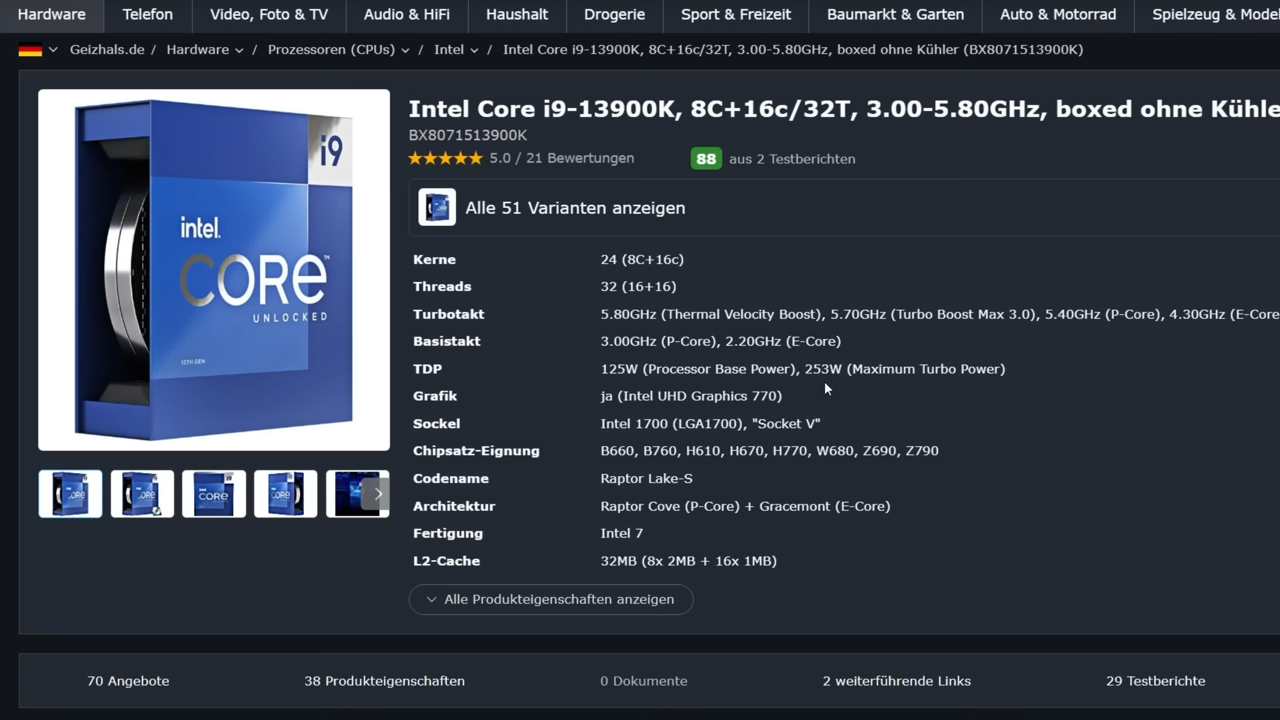 Hardware Telefon Video, Foto & TV Audio & HiFi Haushalt Drogerie Sport & Freizeit Baumarkt & Garten Auto & Motorrad Spielzeug & Model
Geizhals.de / Hardware / Prozessoren (CPUs) / Intel / Intel Core i9-13900K, 8C+16c/32T, 3.00-5.80GHz, boxed ohne Kühler (BX8071513900K)
Intel Core i9-13900K, 8C+16c/32T, 3.00-5.80GHz, boxed ohne Kühle
BX8071513900K
5.0 / 21 Bewertungen 88 aus 2 Testberichten
Alle 51 Varianten anzeigen
i9
intel.
CORE™
UNLOCKED
13TH GEN
Kerne 24 (8C+16c)
Threads 32 (16+16)
Turbotakt 5.80GHz (Thermal Velocity Boost), 5.70GHz (Turbo Boost Max 3.0), 5.40GHz (P-Core), 4.30GHz (E-Core
Basistakt 3.00GHz (P-Core), 2.20GHz (E-Core)
TDP 125W (Processor Base Power), 253W (Maximum Turbo Power)
Grafik ja (Intel UHD Graphics 770)
Sockel Intel 1700 (LGA1700), "Socket V"
Chipsatz-Eignung B660, B760, H610, H670, H770, W680, Z690, Z790
Codename Raptor Lake-S
Architektur Raptor Cove (P-Core) + Gracemont (E-Core)
Fertigung Intel 7
L2-Cache 32MB (8x 2MB + 16x 1MB)
Alle Produkteigenschaften anzeigen
70 Angebote 38 Produkteigenschaften 0 Dokumente 2 weiterführende Links 29 Testberichte